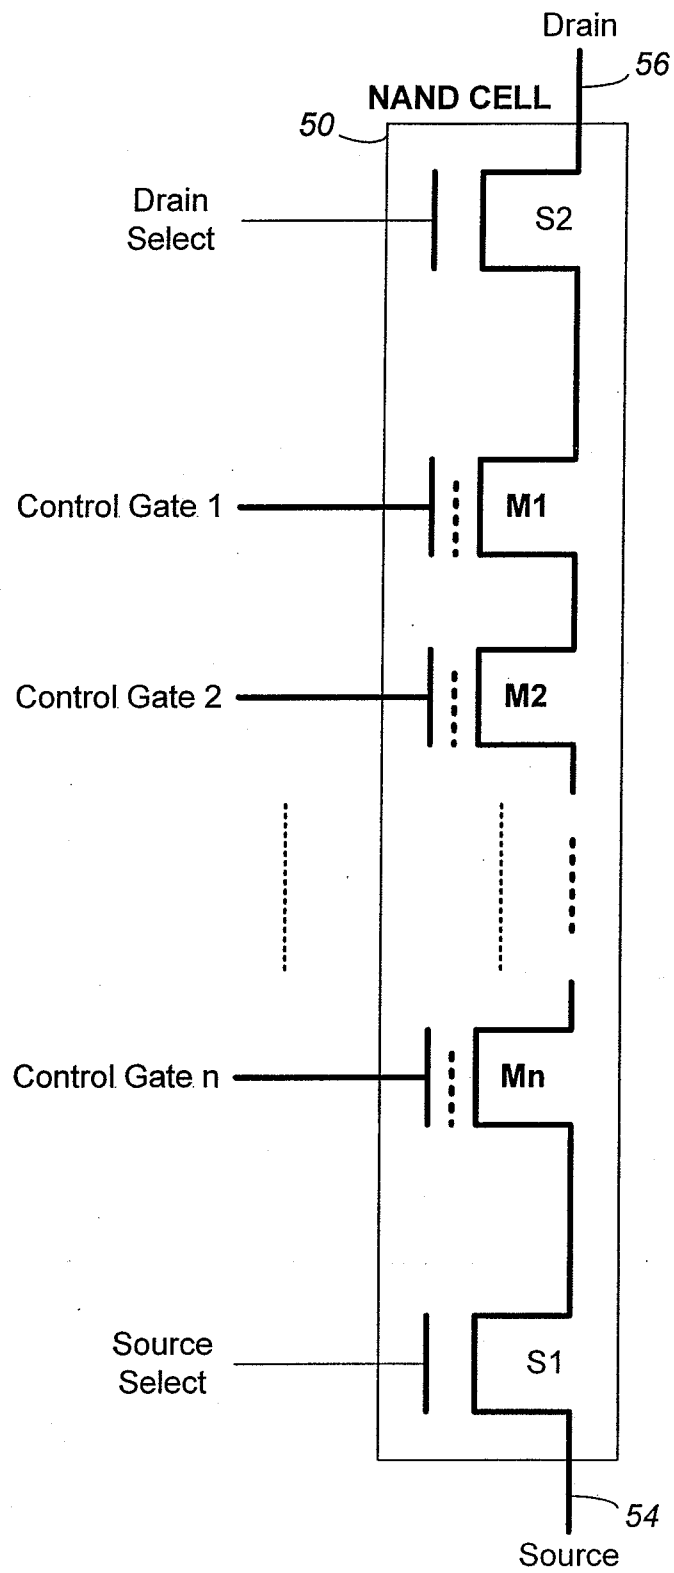 Drain
56
NAND CELL
50
Drain
Select
S2
Control Gate 1
M1
Control Gate 2
M2
Control Gate n
Mn
Source
Select
S1
54
Source